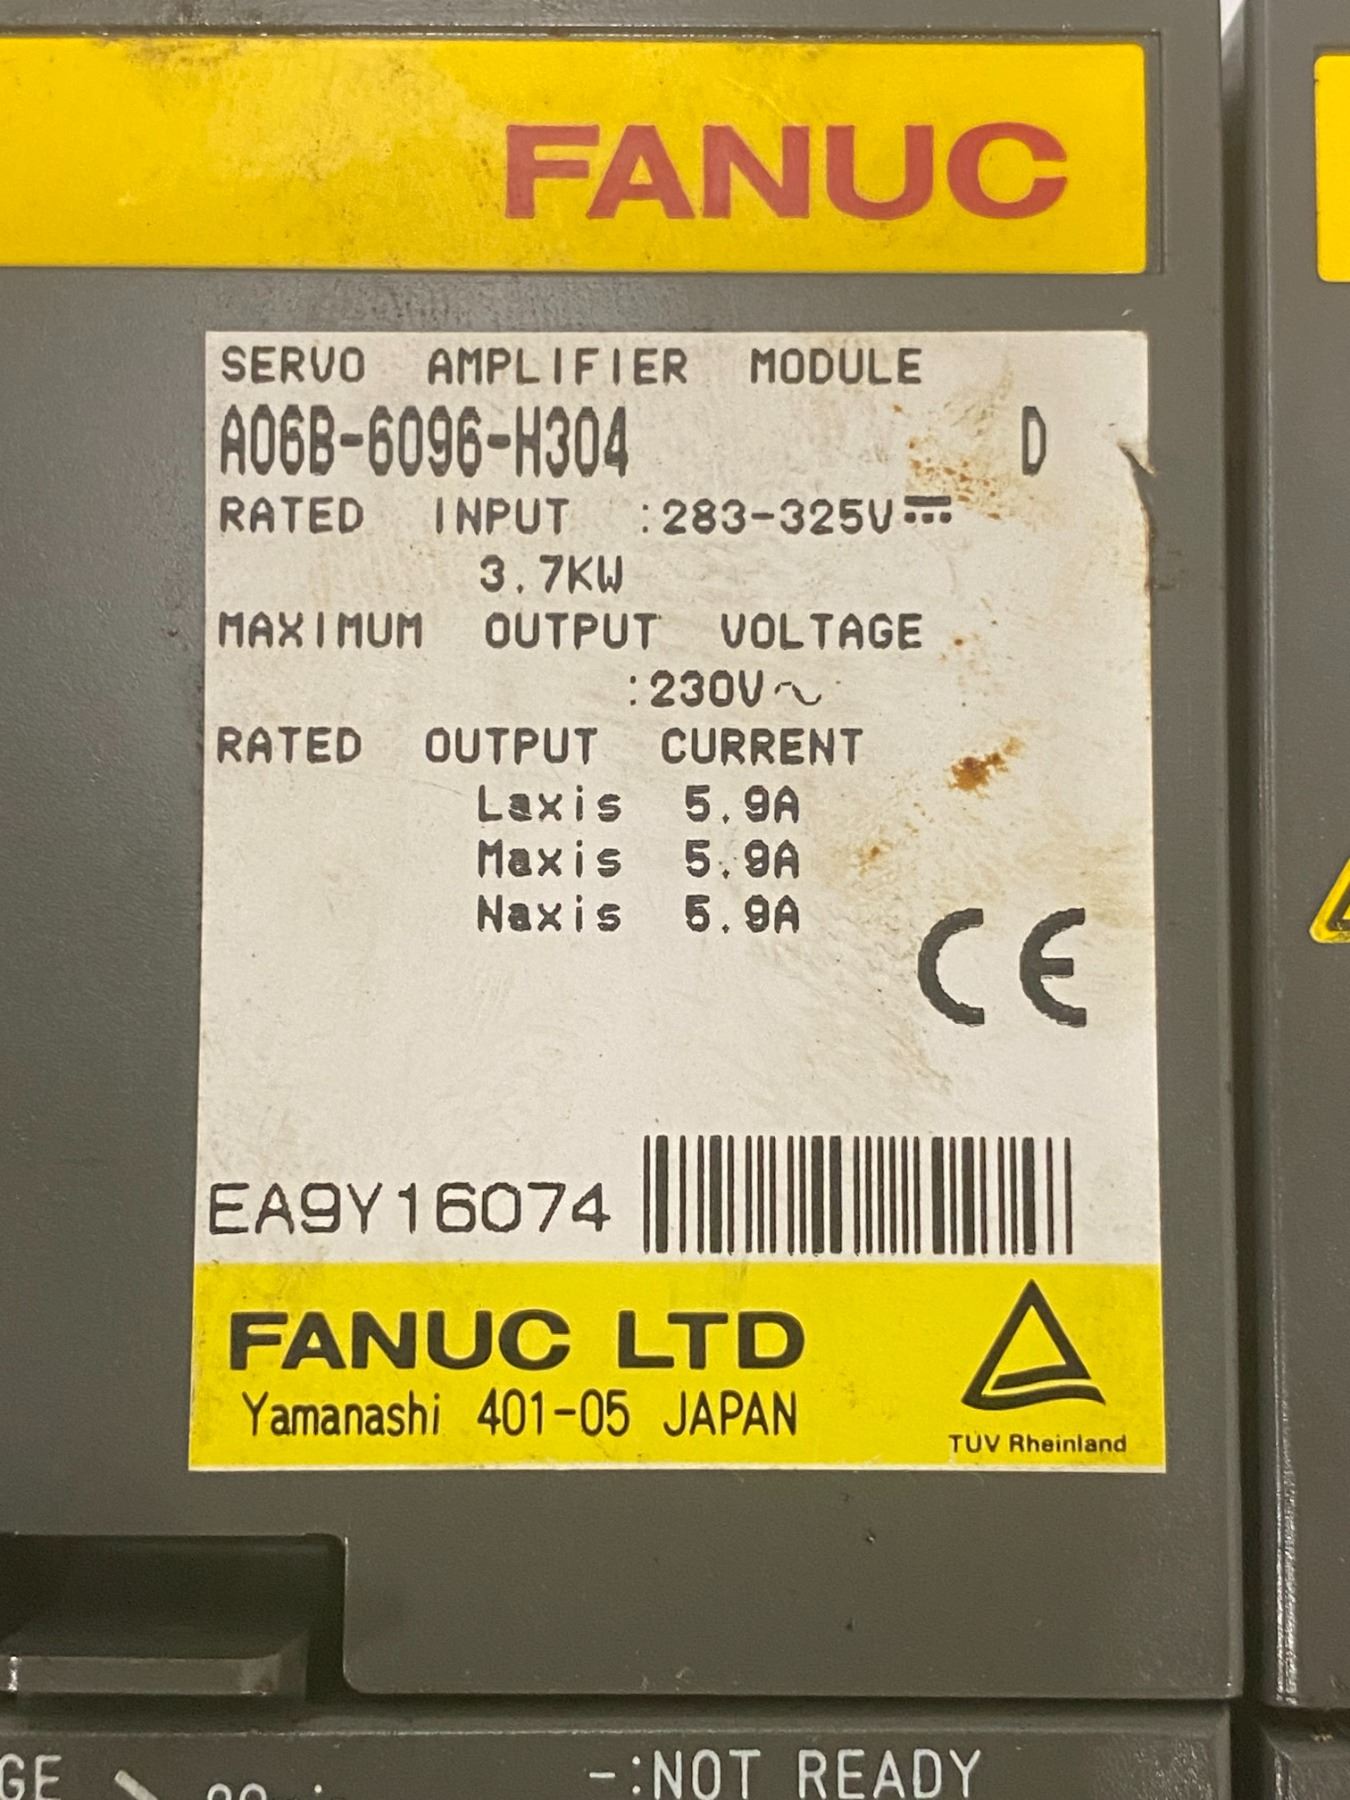 FANUC
SERVO AMPLIFIER MODULE
A06B-6096-H304 D
RATED INPUT :283-325V⎓
3.7KW
MAXIMUM OUTPUT VOLTAGE
:230V~
RATED OUTPUT CURRENT
Laxis 5.9A
Maxis 5.9A
Naxis 5.9A
CE
EA9Y16074
FANUC LTD
Yamanashi 401-05 JAPAN
TÜV Rheinland
-:NOT READY